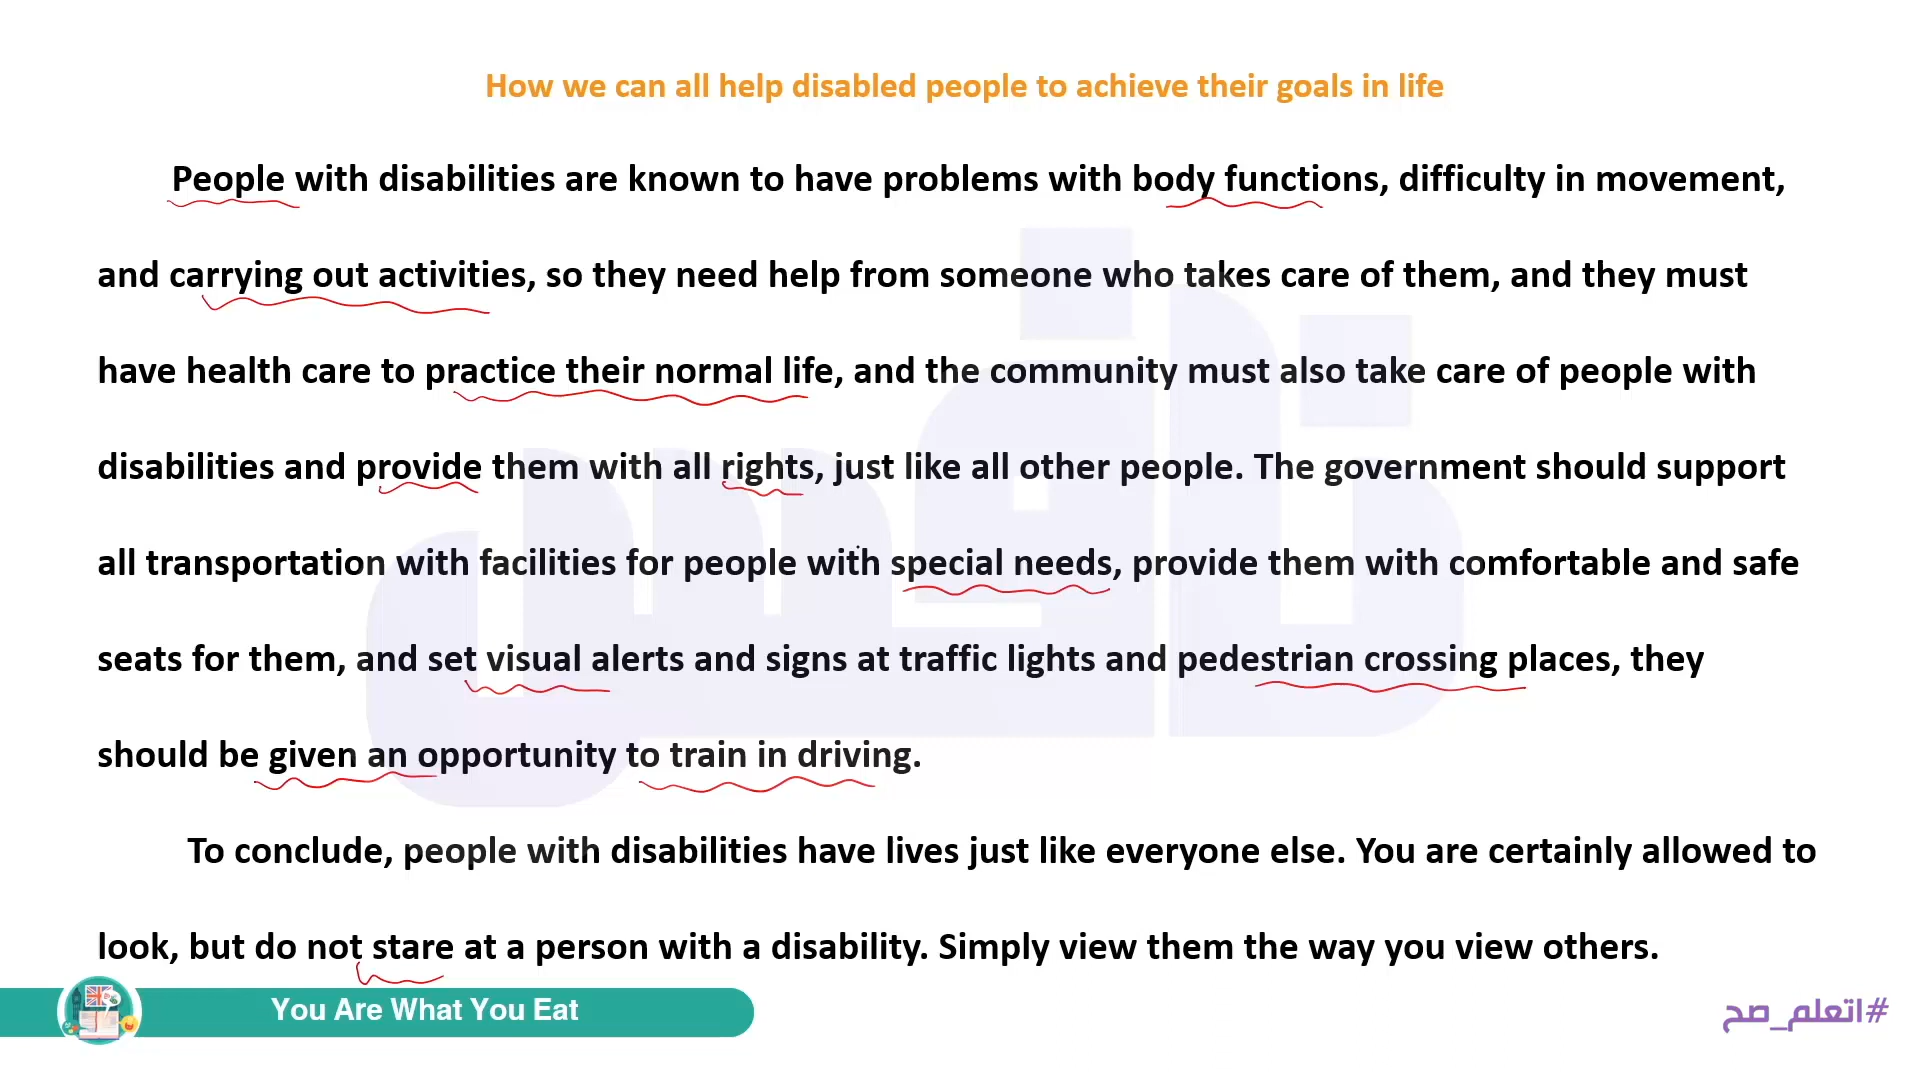 How we can all help disabled people to achieve their goals in life
People with disabilities are known to have problems with body functions, difficulty in movement,
and carrying out activities, so they need help from someone who takes care of them, and they must
have health care to practice their normal life, and the community must also take care of people with
disabilities and provide them with all rights, just like all other people. The government should support
all transportation with facilities for people with special needs, provide them with comfortable and safe
seats for them, and set visual alerts and signs at traffic lights and pedestrian crossing places, they
should be given an opportunity to train in driving.
To conclude, people with disabilities have lives just like everyone else. You are certainly allowed to
look, but do not stare at a person with a disability. Simply view them the way you view others.
You Are What You Eat
#اتعلم_صح
نافس